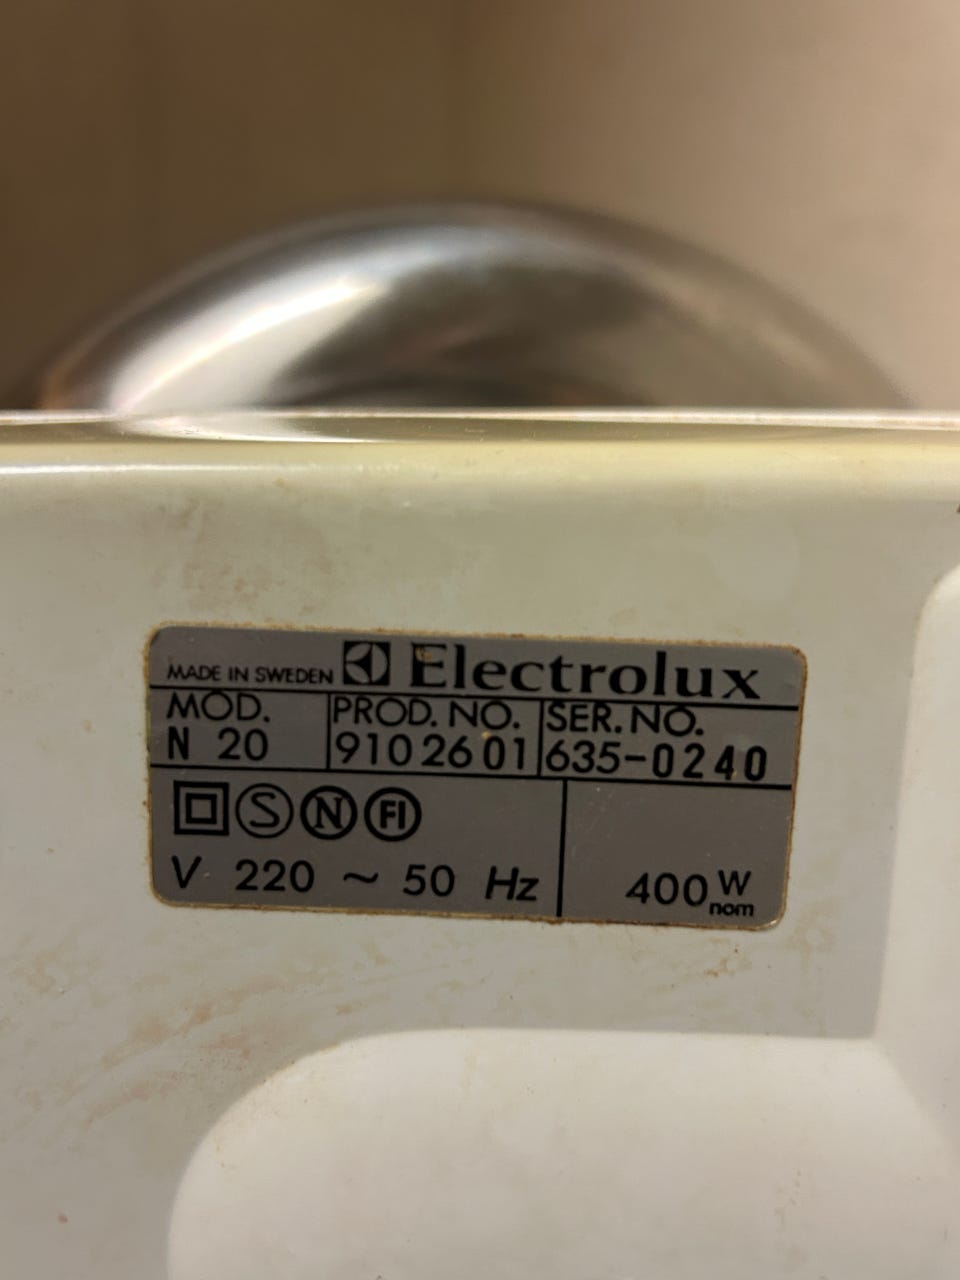 MADE IN SWEDEN Electrolux
MOD. PROD. NO. SER. NO.
N 20 910 26 01 635-0240
S N FI
V 220 ~ 50 Hz 400 W nom